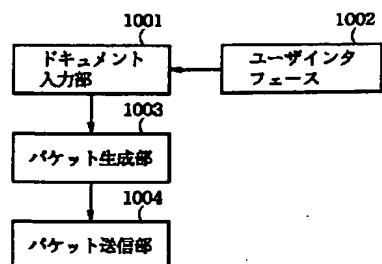 1001
1002
ドキュメント
入力部
ユーザインタ
フェース
1003
パケット生成部
1004
パケット送信部